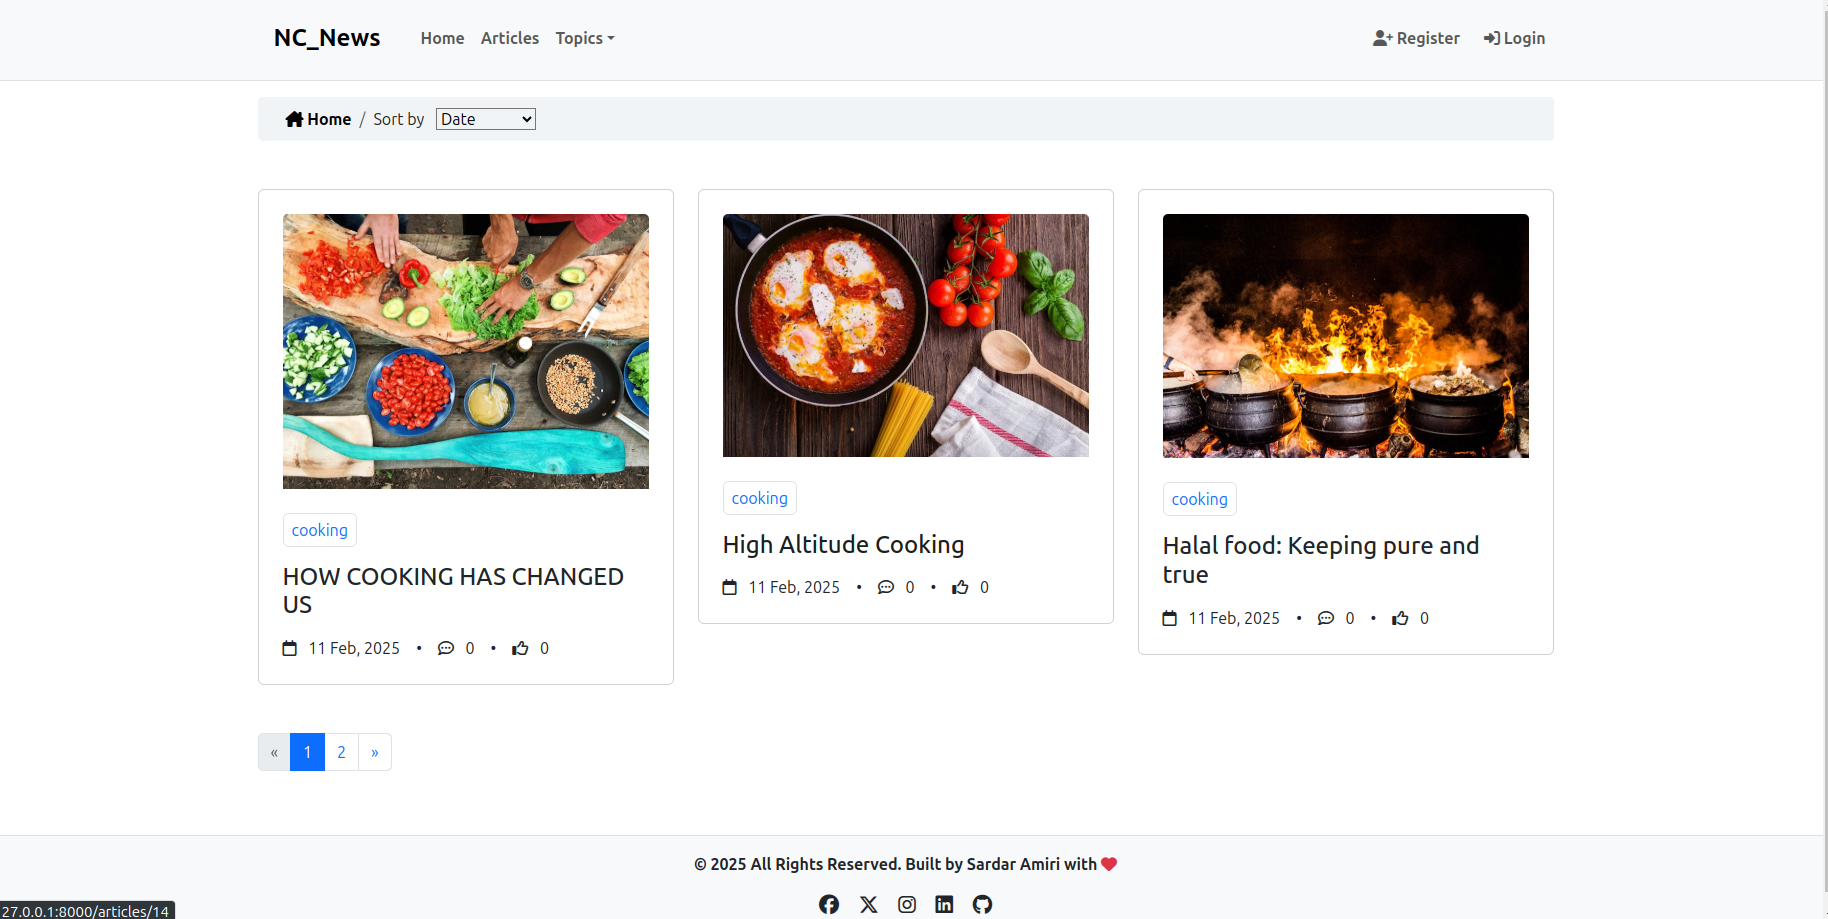 NC_News Home Articles Topics Register Login
Home / Sort by Date
cooking
HOW COOKING HAS CHANGED
US
11 Feb, 2025 • 0 • 0
cooking
High Altitude Cooking
11 Feb, 2025 • 0 • 0
cooking
Halal food: Keeping pure and
true
11 Feb, 2025 • 0 • 0
« 1 2 »
© 2025 All Rights Reserved. Built by Sardar Amiri with
27.0.0.1:8000/articles/14